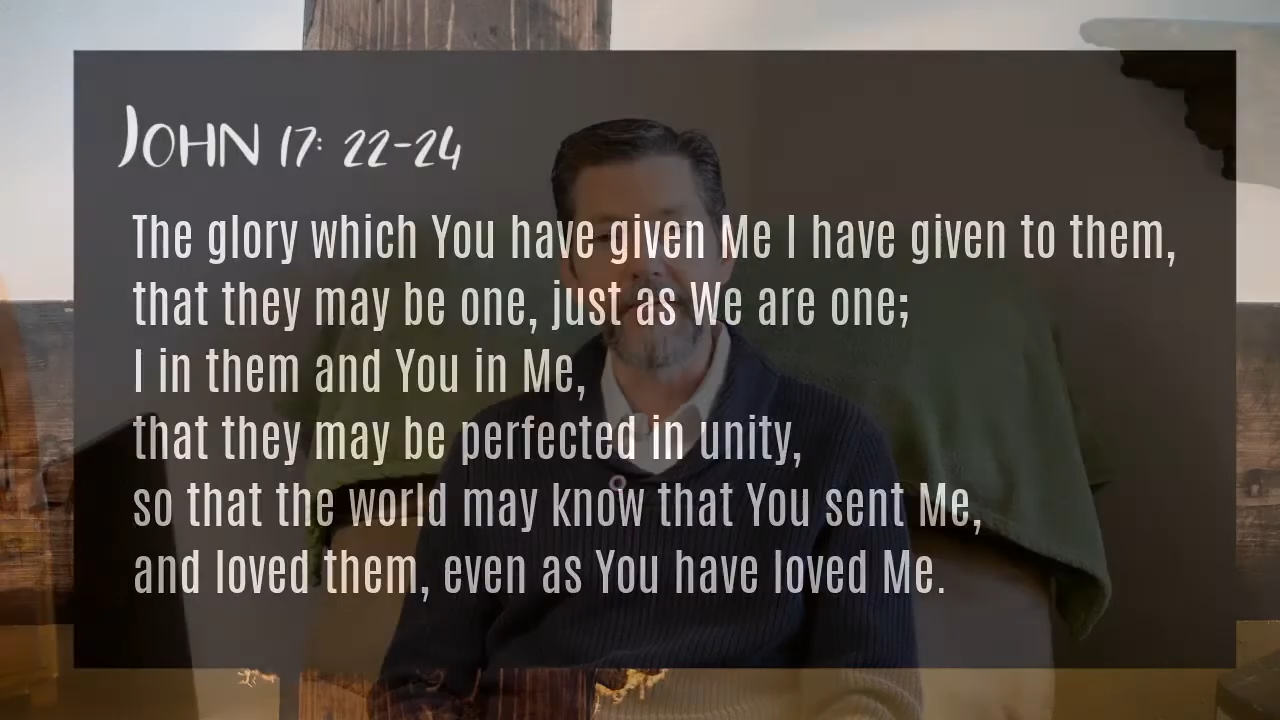 John 17: 22-24
The glory which You have given Me I have given to them,
that they may be one, just as We are one;
I in them and You in Me,
that they may be perfected in unity,
so that the world may know that You sent Me,
and loved them, even as You have loved Me.